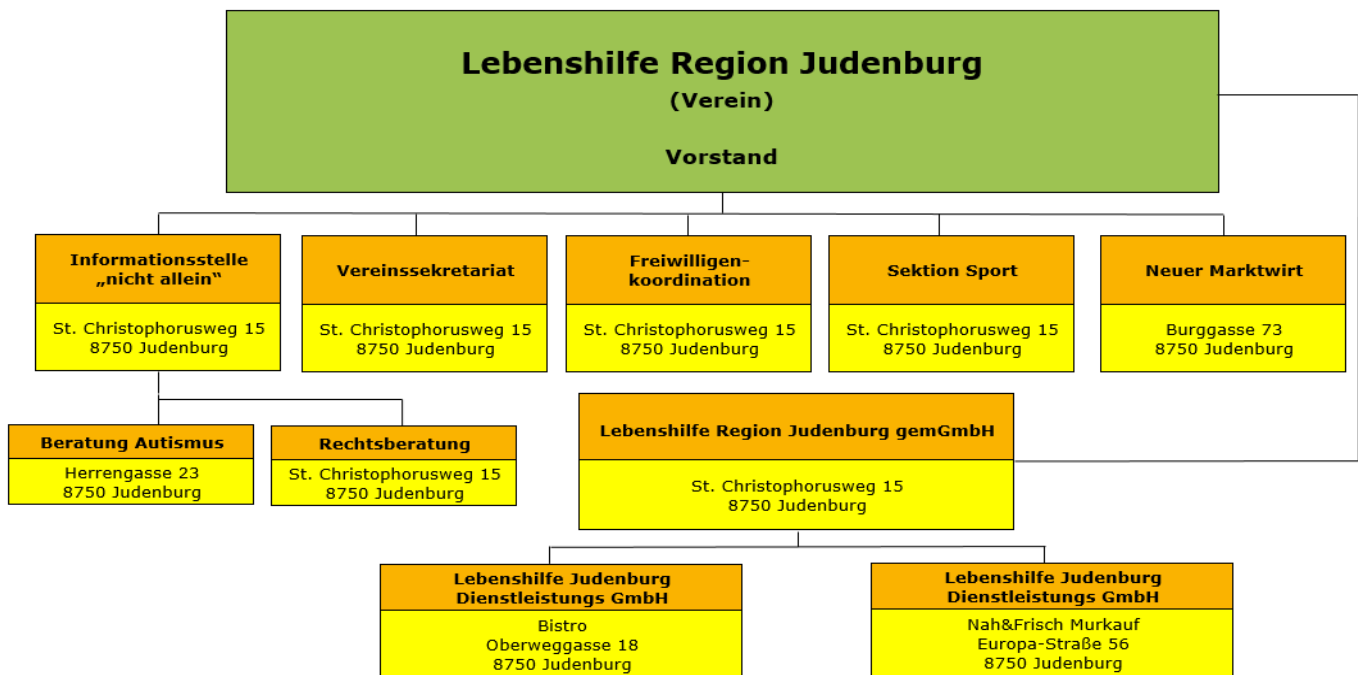 Lebenshilfe Region Judenburg
(Verein)
Vorstand
Informationsstelle
„nicht allein“
St. Christophorusweg 15
8750 Judenburg
Vereinssekretariat
St. Christophorusweg 15
8750 Judenburg
Freiwilligen-
koordination
St. Christophorusweg 15
8750 Judenburg
Sektion Sport
St. Christophorusweg 15
8750 Judenburg
Neuer Marktwirt
Burggasse 73
8750 Judenburg
Beratung Autismus
Herrengasse 23
8750 Judenburg
Rechtsberatung
St. Christophorusweg 15
8750 Judenburg
Lebenshilfe Region Judenburg gemGmbH
St. Christophorusweg 15
8750 Judenburg
Lebenshilfe Judenburg
Dienstleistungs GmbH
Bistro
Oberweggasse 18
8750 Judenburg
Lebenshilfe Judenburg
Dienstleistungs GmbH
Nah&Frisch Murkauf
Europa-Straße 56
8750 Judenburg